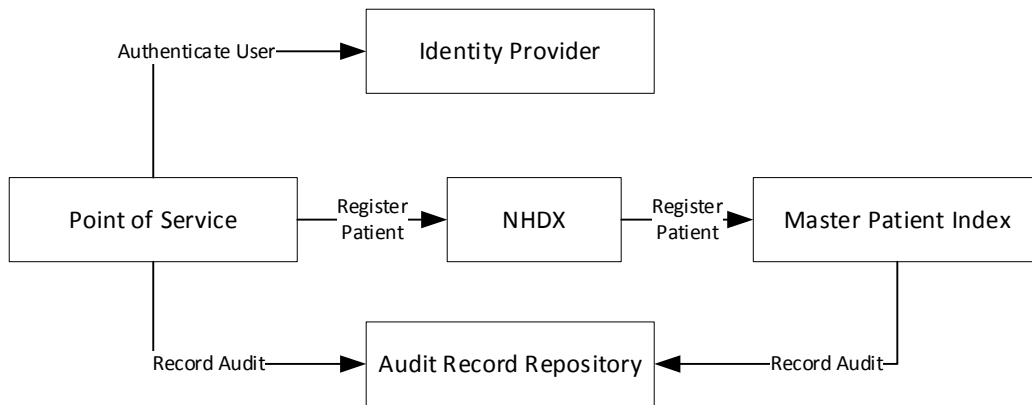 Identity Provider
Authenticate User
Point of Service
Register
Patient
NHDX
Register
Patient
Master Patient Index
Record Audit
Audit Record Repository
Record Audit